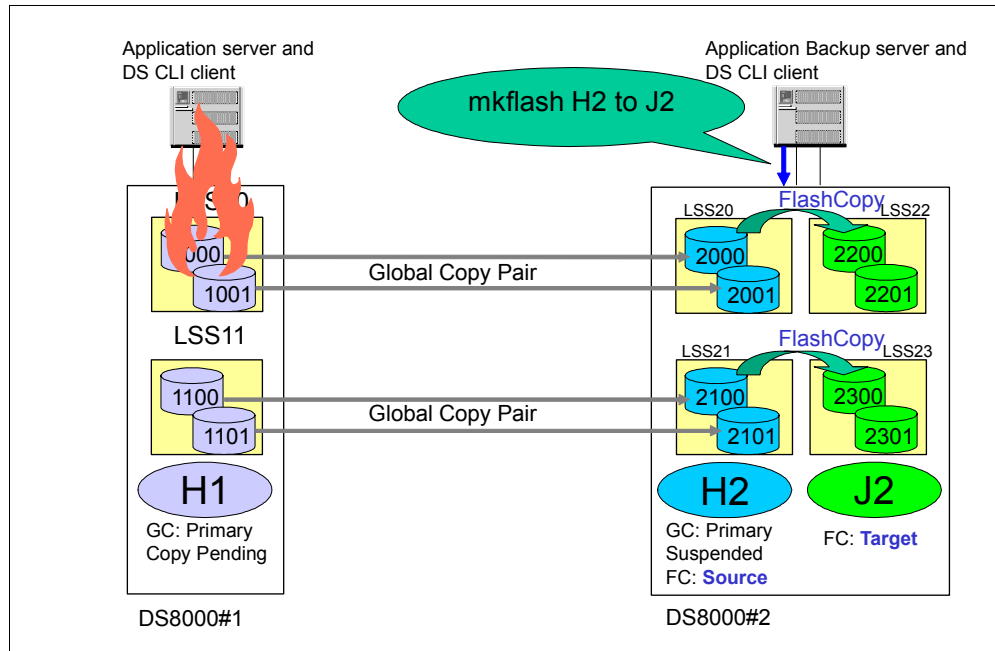 Application server and
DS CLI client
Application Backup server and
DS CLI client
mkflash H2 to J2
1001
LSS11
1100
1101
Global Copy Pair
Global Copy Pair
FlashCopy
LSS20
LSS22
2000
2001
2200
2201
FlashCopy
LSS21
LSS23
2100
2101
2300
2301
H1
GC: Primary
Copy Pending
H2
GC: Primary
Suspended
FC: Source
J2
FC: Target
DS8000#1
DS8000#2